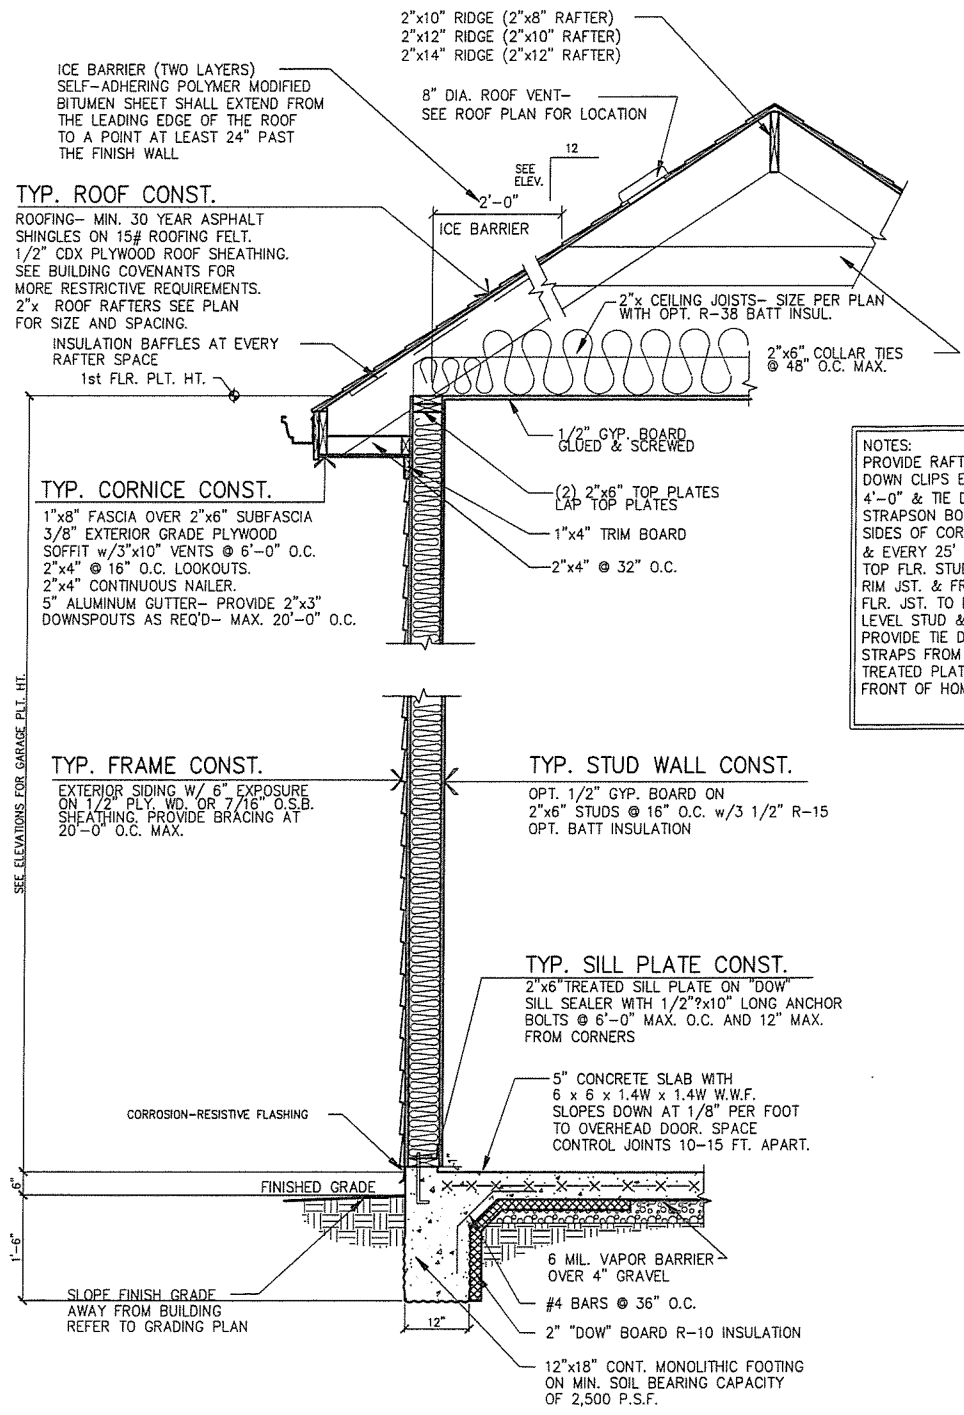 2"x10" RIDGE (2"x8" RAFTER)
2"x12" RIDGE (2"x10" RAFTER)
2"x14" RIDGE (2"x12" RAFTER)
ICE BARRIER (TWO LAYERS)
SELF-ADHERING POLYMER MODIFIED
BITUMEN SHEET SHALL EXTEND FROM
THE LEADING EDGE OF THE ROOF
TO A POINT AT LEAST 24" PAST
THE FINISH WALL
8" DIA. ROOF VENT-
SEE ROOF PLAN FOR LOCATION
12
SEE
ELEV.
2'-0"
ICE BARRIER
TYP. ROOF CONST.
ROOFING- MIN. 30 YEAR ASPHALT
SHINGLES ON 15# ROOFING FELT.
1/2" CDX PLYWOOD ROOF SHEATHING.
SEE BUILDING COVENANTS FOR
MORE RESTRICTIVE REQUIREMENTS.
2"x ROOF RAFTERS SEE PLAN
FOR SIZE AND SPACING.
INSULATION BAFFLES AT EVERY
RAFTER SPACE
1st FLR. PLT. HT.
2"x CEILING JOISTS- SIZE PER PLAN
WITH OPT. R-38 BATT INSUL.
2"x6" COLLAR TIES
@ 48" O.C. MAX.
1/2" GYP. BOARD
GLUED & SCREWED
(2) 2"x6" TOP PLATES
LAP TOP PLATES
1"x4" TRIM BOARD
2"x4" @ 32" O.C.
TYP. CORNICE CONST.
1"x8" FASCIA OVER 2"x6" SUBFASCIA
3/8" EXTERIOR GRADE PLYWOOD
SOFFIT w/3"x10" VENTS @ 6'-0" O.C.
2"x4" @ 16" O.C. LOOKOUTS.
2"x4" CONTINUOUS NAILER.
5" ALUMINUM GUTTER- PROVIDE 2"x3"
DOWNSPOUTS AS REQ'D- MAX. 20'-0" O.C.
NOTES:
PROVIDE RAFT
DOWN CLIPS E
4'-0" & TIE D
STRAPSON BO
SIDES OF COR
& EVERY 25'
TOP FLR. STUD
RIM JST. & FR
FLR. JST. TO
LEVEL STUD &
PROVIDE TIE D
STRAPS FROM
TREATED PLAT
FRONT OF HOM
SEE ELEVATIONS FOR GARAGE PLT. HT.
TYP. FRAME CONST.
EXTERIOR SIDING W/ 6" EXPOSURE
ON 1/2" PLY. WD. OR 7/16" O.S.B.
SHEATHING. PROVIDE BRACING AT
20'-0" O.C. MAX.
TYP. STUD WALL CONST.
OPT. 1/2" GYP. BOARD ON
2"x6" STUDS @ 16" O.C. w/3 1/2" R-15
OPT. BATT INSULATION
TYP. SILL PLATE CONST.
2"x6"TREATED SILL PLATE ON "DOW"
SILL SEALER WITH 1/2"?x10" LONG ANCHOR
BOLTS @ 6'-0" MAX. O.C. AND 12" MAX.
FROM CORNERS
5" CONCRETE SLAB WITH
6 x 6 x 1.4W x 1.4W W.W.F.
SLOPES DOWN AT 1/8" PER FOOT
TO OVERHEAD DOOR. SPACE
CONTROL JOINTS 10-15 FT. APART.
CORROSION-RESISTIVE FLASHING
4"
6"
FINISHED GRADE
1'-6"
SLOPE FINISH GRADE
AWAY FROM BUILDING
REFER TO GRADING PLAN
12"
6 MIL. VAPOR BARRIER
OVER 4" GRAVEL
#4 BARS @ 36" O.C.
2" "DOW" BOARD R-10 INSULATION
12"x18" CONT. MONOLITHIC FOOTING
ON MIN. SOIL BEARING CAPACITY
OF 2,500 P.S.F.